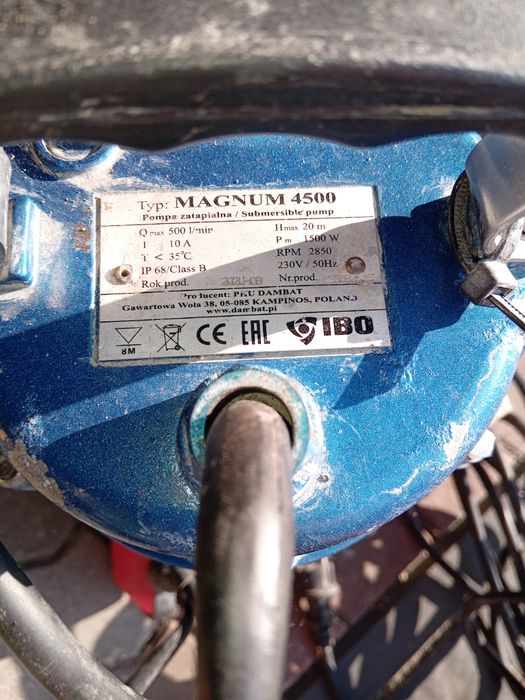 Typ: MAGNUM 4500
Pompa zatapialna / Submersible pump
Q max 500 l/min H max 20 m
I 10 A P m 1500 W
T < 35°C RPM 2850
IP 68/Class B 230V / 50Hz
Rok prod. Nr.prod.
Producent: PHU DAMBAT
Gawartowa Wola 38, 05-085 KAMPINOS, POLAND
www.dambat.pl
8M CE EAC IBO